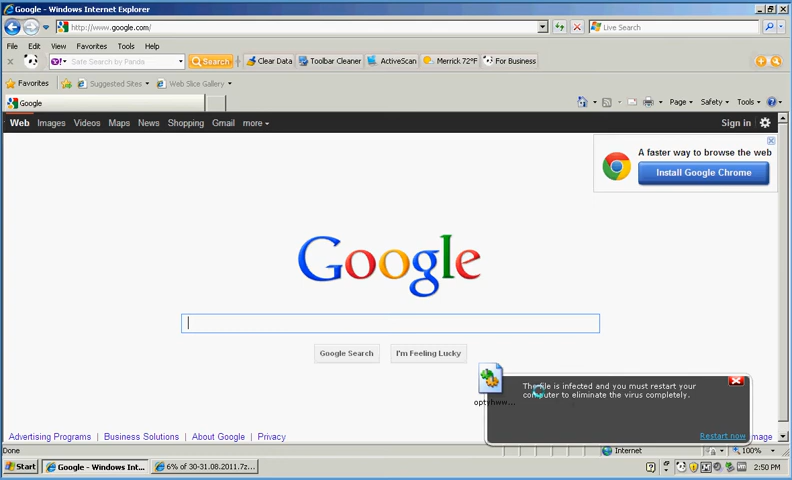 Google - Windows Internet Explorer
http://www.google.com/
Live Search
File Edit View Favorites Tools Help
Y! Safe Search by Panda Search Clear Data Toolbar Cleaner ActiveScan Merrick 72°F For Business
Favorites Suggested Sites Web Slice Gallery
Google
Page Safety Tools
Web Images Videos Maps News Shopping Gmail more
Sign in
A faster way to browse the web
Install Google Chrome
Google
Google Search I'm Feeling Lucky
The file is infected and you must restart your
computer to eliminate the virus completely.
Restart now
Advertising Programs | Business Solutions | About Google | Privacy
Done
Internet
100%
Start Google - Windows Int... 6% of 30-31.08.2011.7z...
2:50 PM